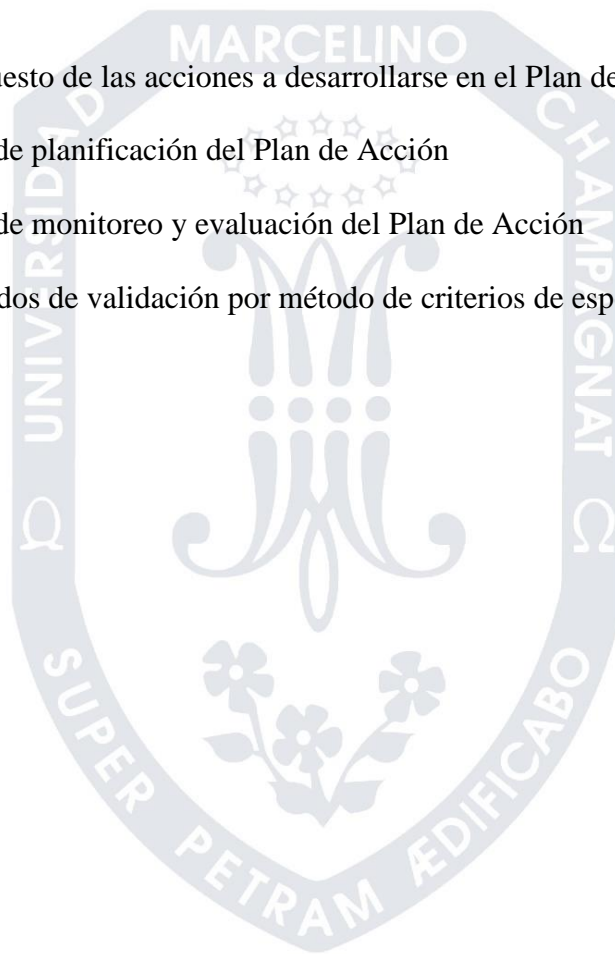 MARCELINO
uesto de las acciones a desarrollarse en el Plan de
de planificación del Plan de Acción
de monitoreo y evaluación del Plan de Acción
dos de validación por método de criterios de esp
UNIVERSIDAD
CHAMPAGNAT
Ω
Ω
SUPER PETRAM ÆDIFICABO